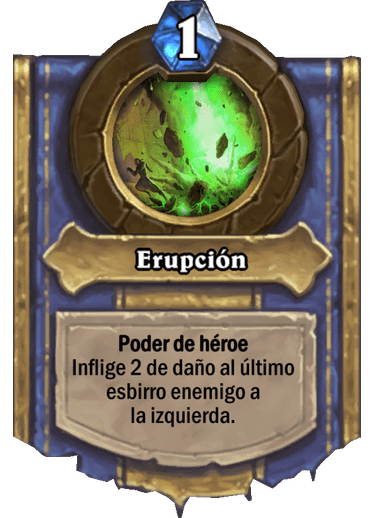 1
Erupción
Poder de héroe
Inflige 2 de daño al último
esbirro enemigo a
la izquierda.